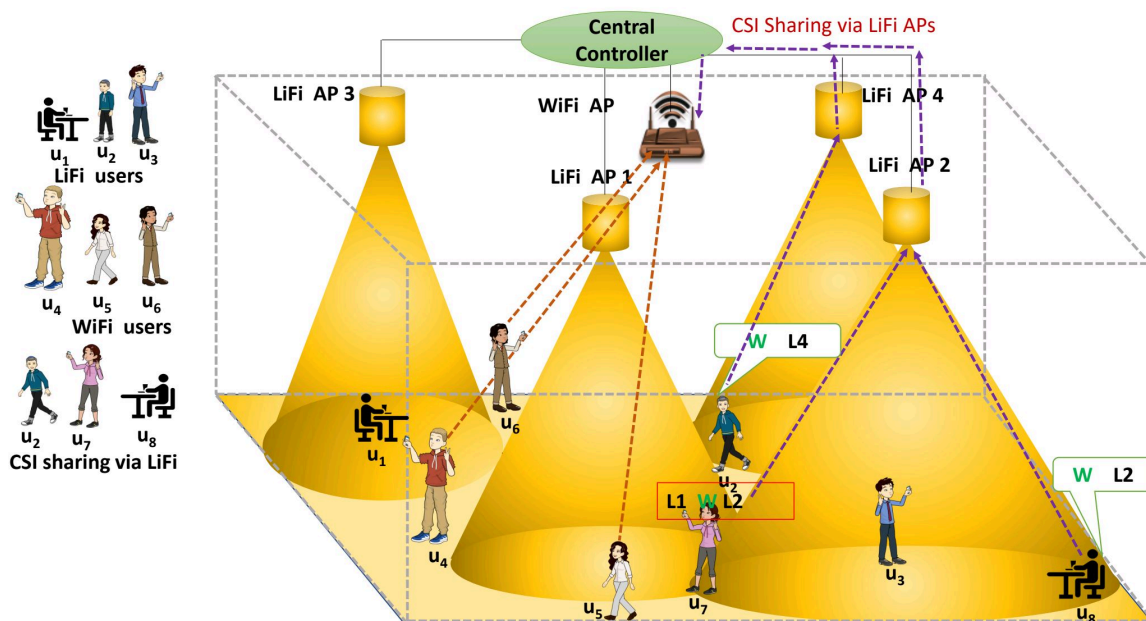 Central
Controller
CSI Sharing via LiFi APs
LiFi AP 3
WiFi AP
LiFi AP 4
LiFi AP 1
LiFi AP 2
u1
u2
u3
LiFi users
u4
u5
u6
WiFi users
u2
u7
u8
CSI sharing via LiFi
W L4
W L2
L1 W L2
u6
u1
u2
u4
u3
u5
u7
u8